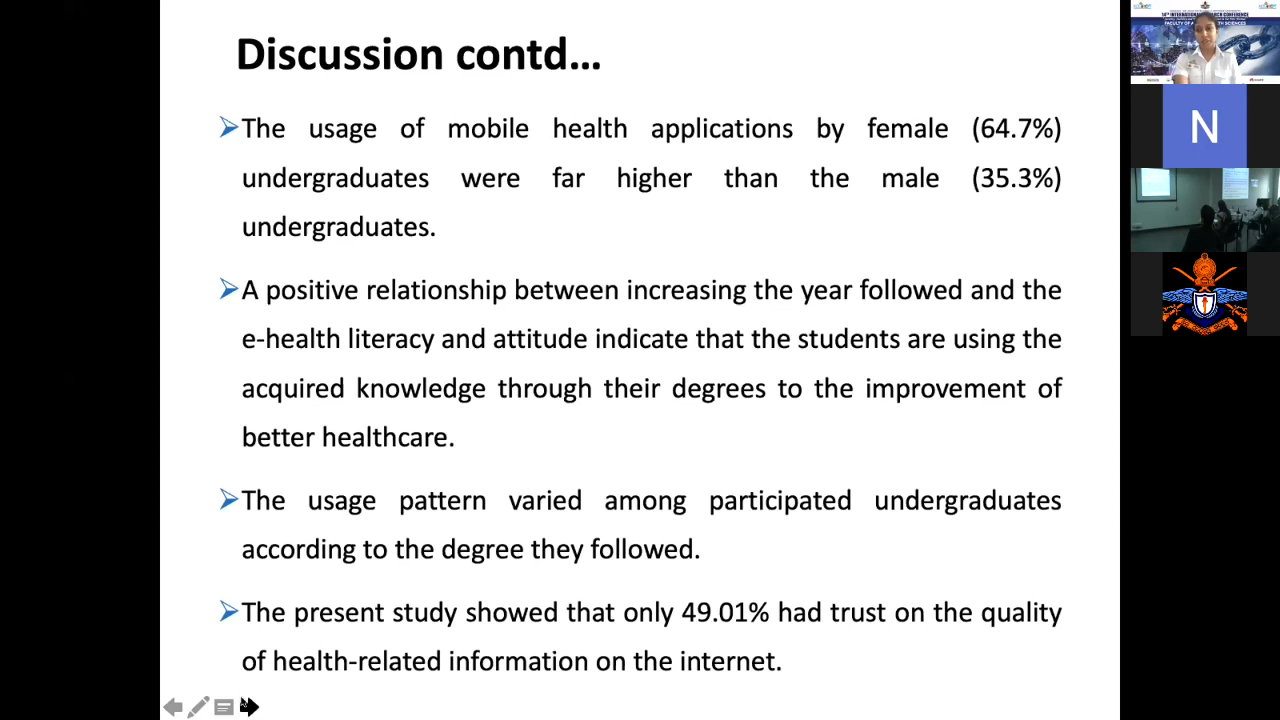 Discussion contd...
The usage of mobile health applications by female (64.7%)
undergraduates were far higher than the male (35.3%)
undergraduates.
A positive relationship between increasing the year followed and the
e-health literacy and attitude indicate that the students are using the
acquired knowledge through their degrees to the improvement of
better healthcare.
The usage pattern varied among participated undergraduates
according to the degree they followed.
The present study showed that only 49.01% had trust on the quality
of health-related information on the internet.
N